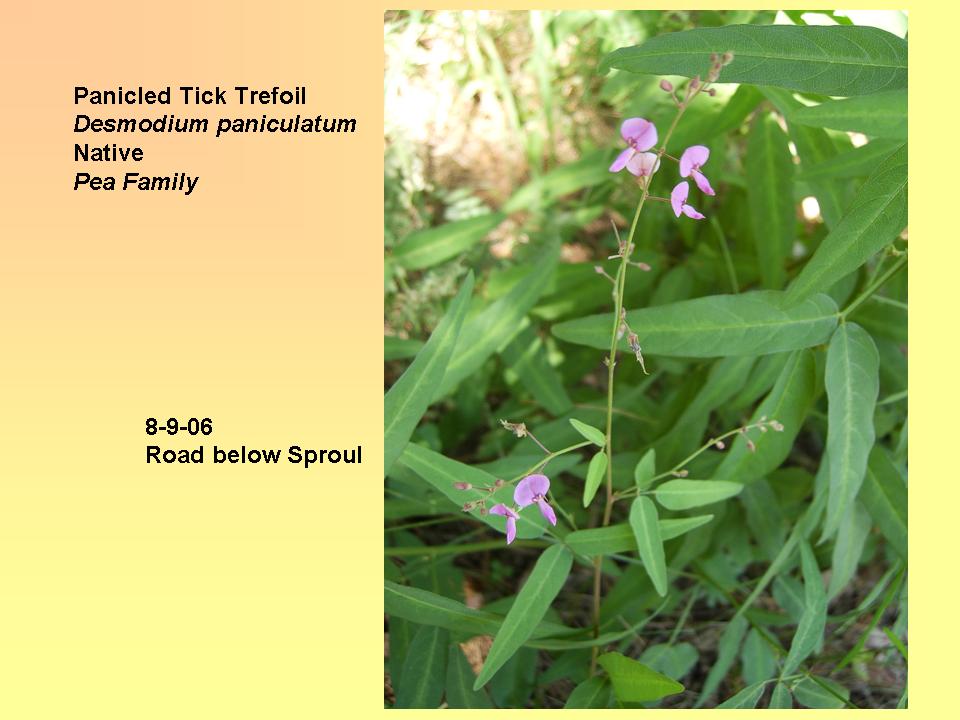 Panicled Tick Trefoil
Desmodium paniculatum
Native
Pea Family
8-9-06
Road below Sproul